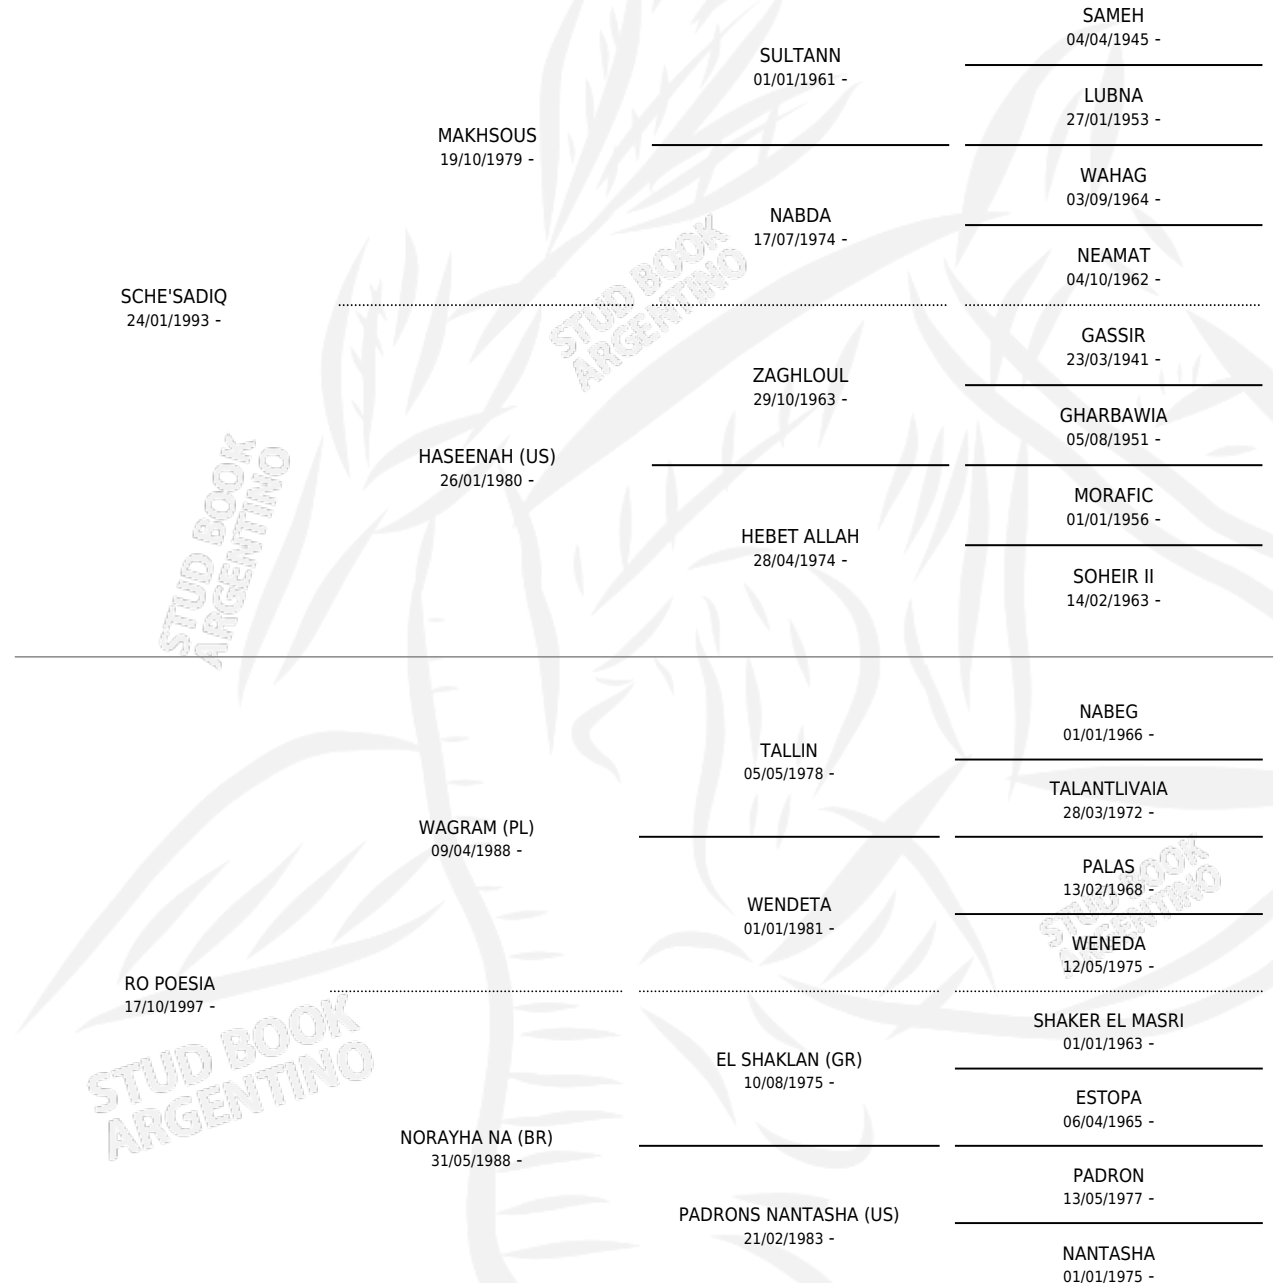 SAMEH
04/04/1945 -
SULTANN
01/01/1961 -
LUBNA
27/01/1953 -
MAKHSOUS
19/10/1979 -
WAHAG
03/09/1964 -
NABDA
17/07/1974 -
NEAMAT
04/10/1962 -
SCHE'SADIQ
24/01/1993 -
GASSIR
23/03/1941 -
ZAGHLOUL
29/10/1963 -
GHARBAWIA
05/08/1951 -
HASEENAH (US)
26/01/1980 -
MORAFIC
01/01/1956 -
HEBET ALLAH
28/04/1974 -
SOHEIR II
14/02/1963 -
STUD BOOK
ARGENTINO
STUD BOOK
ARGENTINO
NABEG
01/01/1966 -
TALLIN
05/05/1978 -
TALANTLIVAIA
28/03/1972 -
WAGRAM (PL)
09/04/1988 -
PALAS
13/02/1968 -
WENDETA
01/01/1981 -
WENEDA
12/05/1975 -
RO POESIA
17/10/1997 -
SHAKER EL MASRI
01/01/1963 -
EL SHAKLAN (GR)
10/08/1975 -
ESTOPA
06/04/1965 -
NORAYHA NA (BR)
31/05/1988 -
PADRON
13/05/1977 -
PADRONS NANTASHA (US)
21/02/1983 -
NANTASHA
01/01/1975 -
STUD BOOK
ARGENTINO
STUD BOOK
ARGENTINO